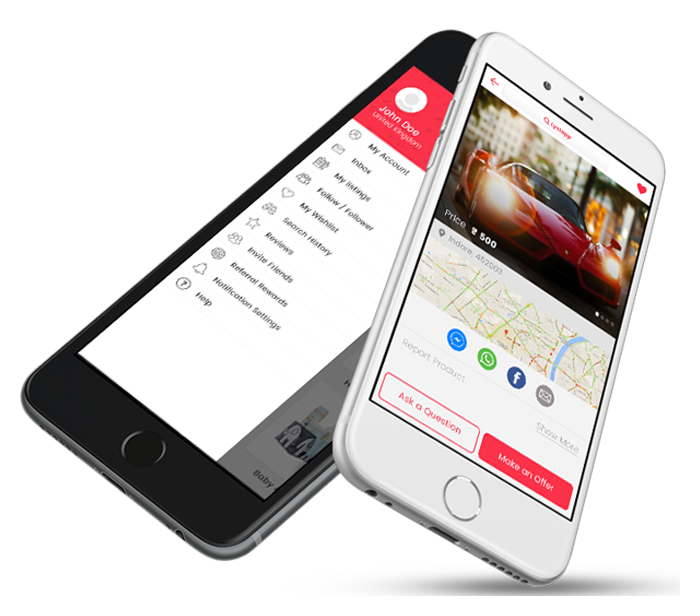 John Doe
United Kingdom
My Account
Inbox
My listings
Follow / Follower
My Wishlist
Search History
Reviews
Invite Friends
Referral Rewards
Notification Settings
Help
Baby
Price ₹ 500
Indore, 452003
Report Product
Show More
Ask a Question
Make an Offer